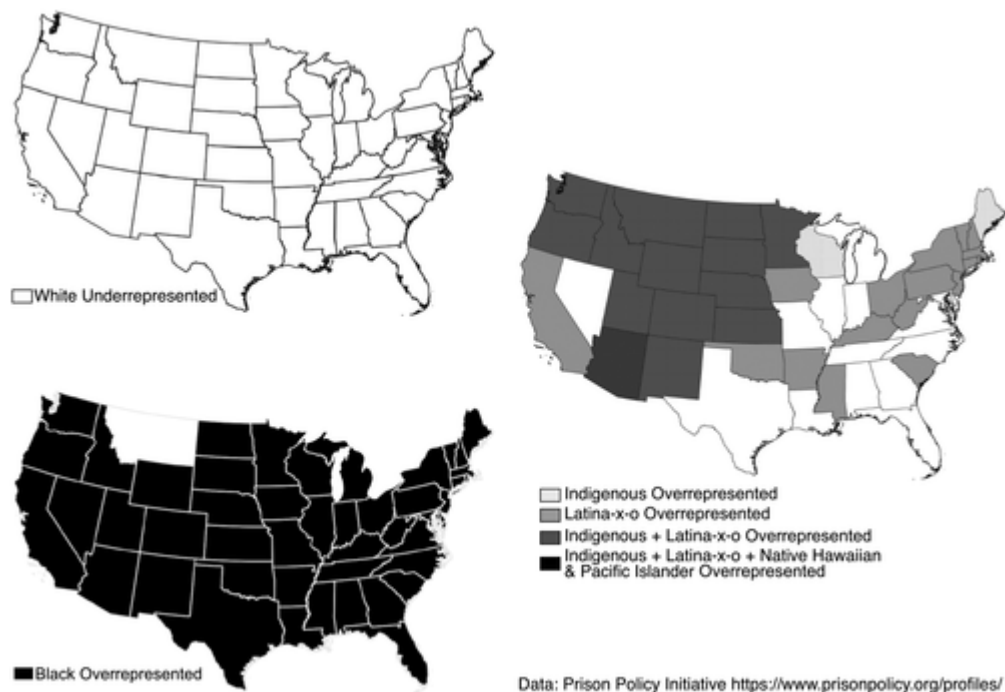 White Underrepresented
Black Overrepresented
Indigenous Overrepresented
Latina-x-o Overrepresented
Indigenous + Latina-x-o Overrepresented
Indigenous + Latina-x-o + Native Hawaiian
& Pacific Islander Overrepresented
Data: Prison Policy Initiative https://www.prisonpolicy.org/profiles/